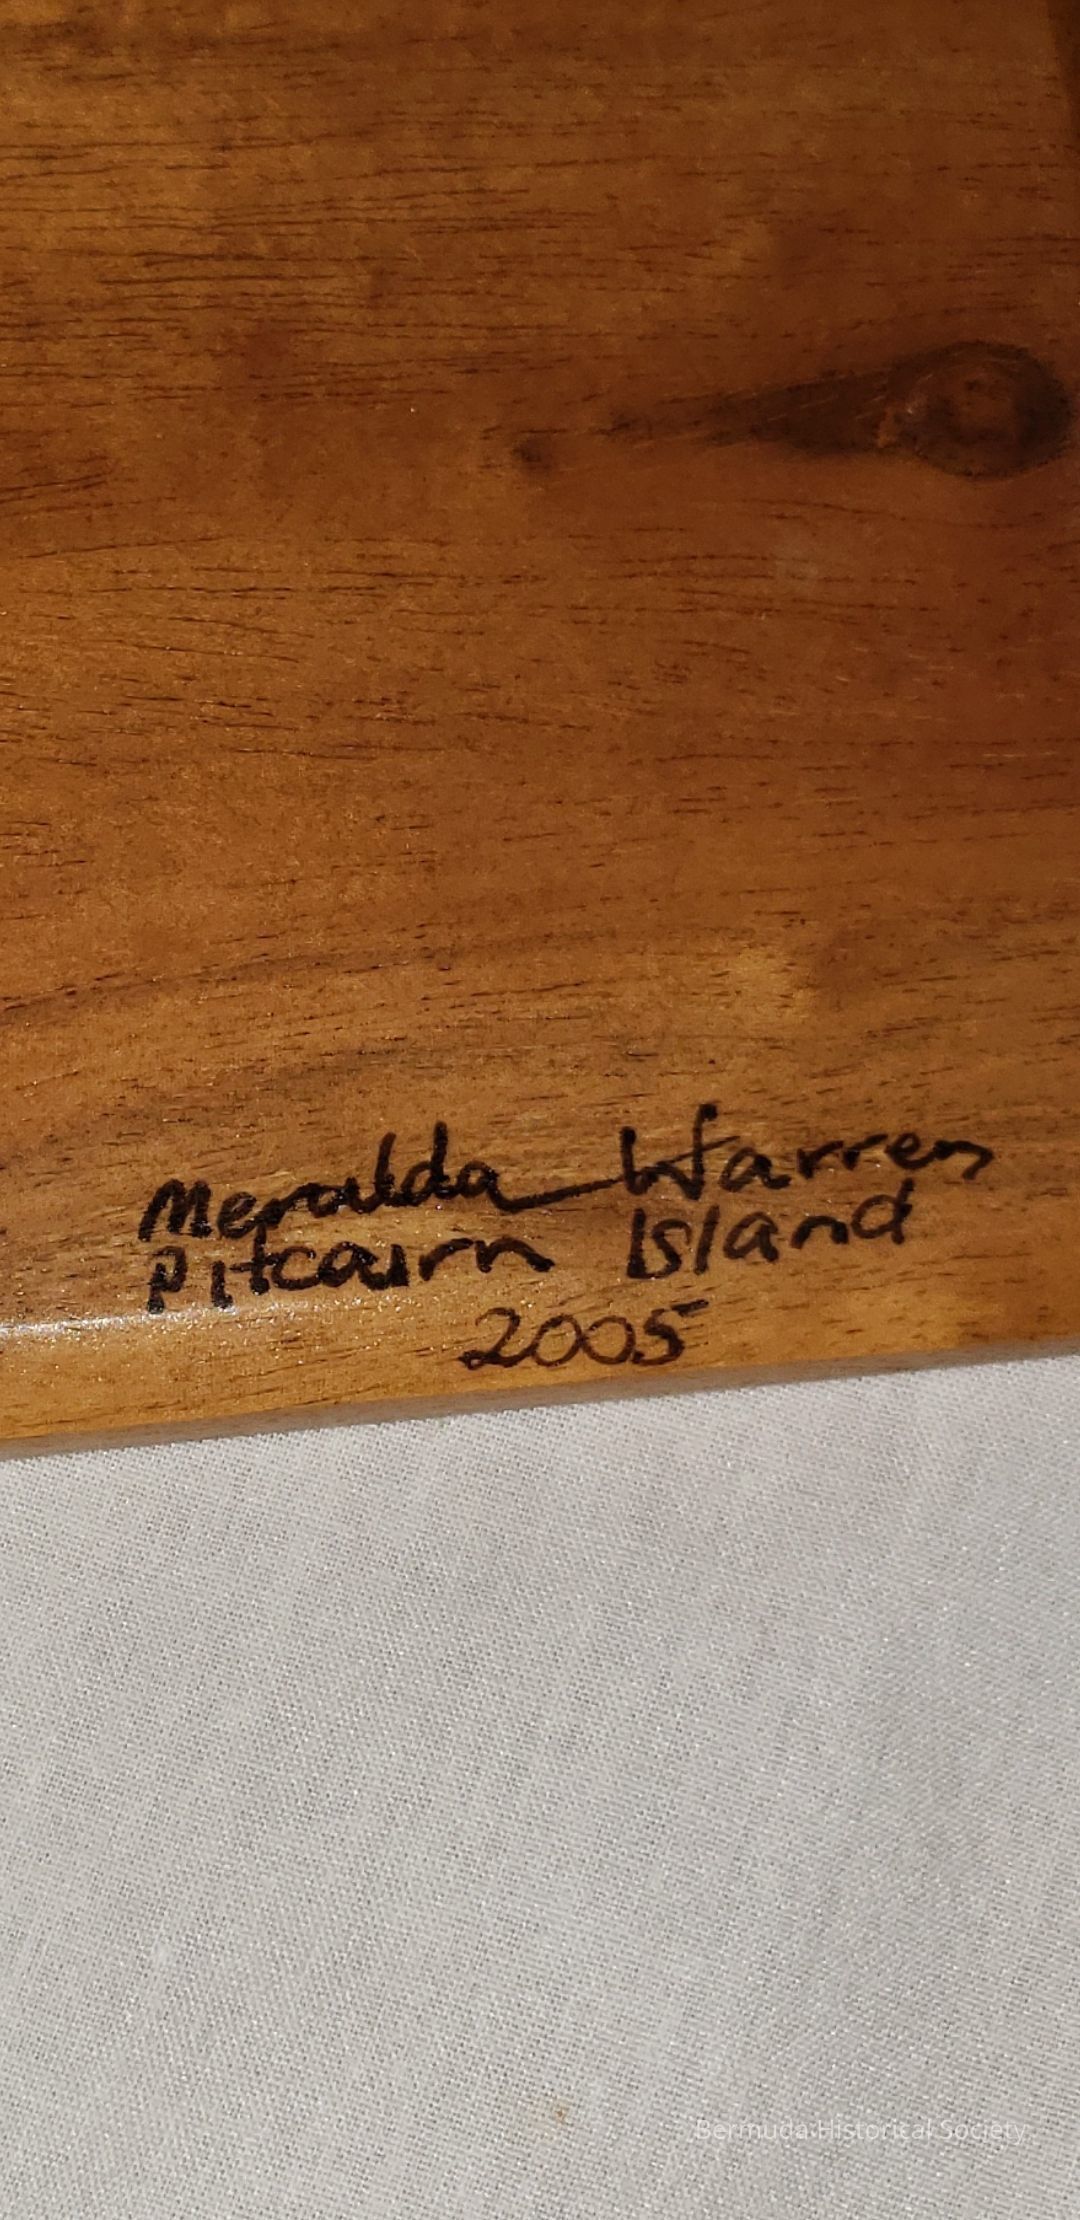 Meralda Warren
Pitcairn Island
2005
Bermuda Historical Society